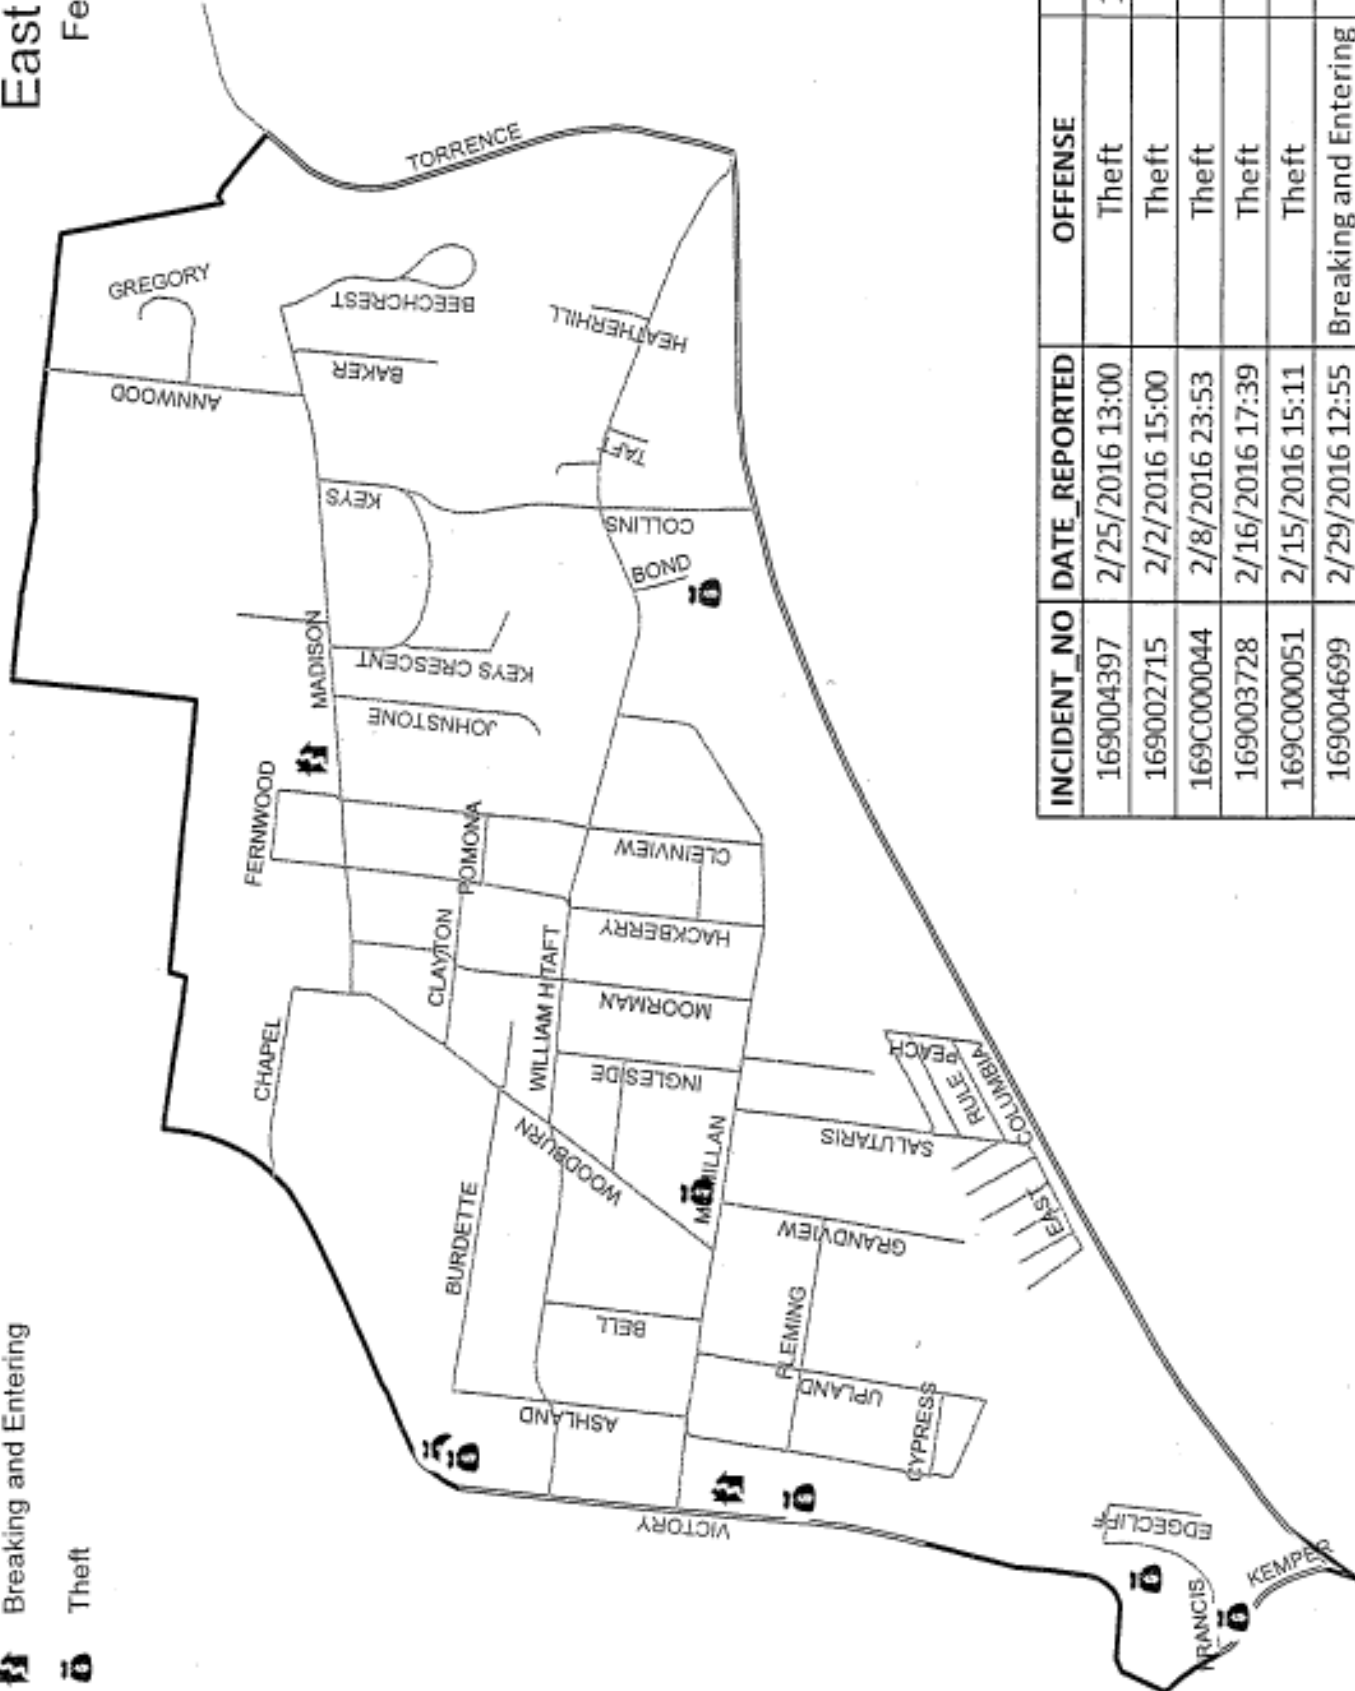 East
Fe
Breaking and Entering
Theft
TORRENCE
GREGORY
ANNWOOD
BEECHCREST
BAKER
HEATHERHILL
TAFT
KEYS
COLLINS
BOND
MADISON
KEYS CRESCENT
JOHNSTONE
FERNWOOD
POMONA
CLEINVIEW
CLAYTON
HACKBERRY
WILLIAM H TAFT
MOORMAN
CHAPEL
INGLESIDE
PEACH
RULE
COLUMBIA
WOODBURN
MCMILLAN
SALUTARIS
EAST
BURDETTE
GRANDVIEW
BELL
FLEMING
UPLAND
ASHLAND
CYPRESS
VICTORY
EDGECLIFF
FRANCIS
KEMPER
INCIDENT_NO DATE_REPORTED OFFENSE
169004397 2/25/2016 13:00 Theft
169002715 2/2/2016 15:00 Theft
169C000044 2/8/2016 23:53 Theft
169003728 2/16/2016 17:39 Theft
169C000051 2/15/2016 15:11 Theft
169004699 2/29/2016 12:55 Breaking and Entering